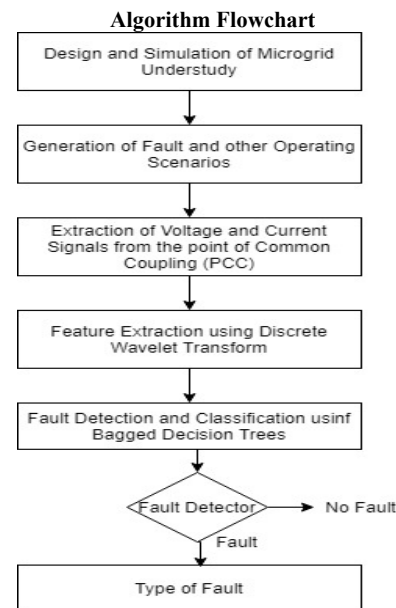 Algorithm Flowchart
Design and Simulation of Microgrid
Understudy
Generation of Fault and other Operating
Scenarios
Extraction of Voltage and Current
Signals from the point of Common
Coupling (PCC)
Feature Extraction using Discrete
Wavelet Transform
Fault Detection and Classification usinf
Bagged Decision Trees
Fault Detector
No Fault
Fault
Type of Fault